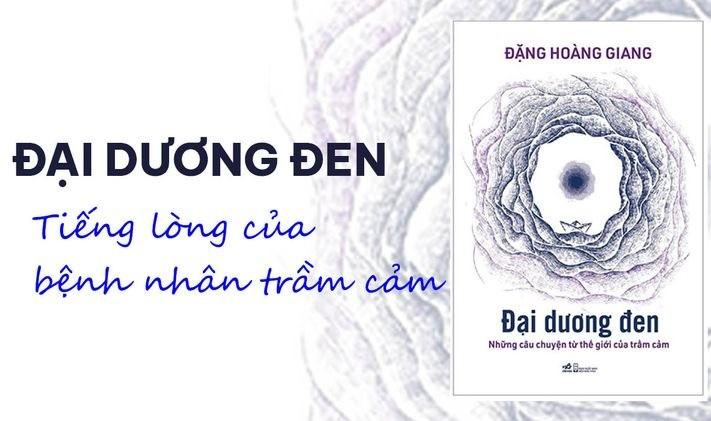 ĐẠI DƯƠNG ĐEN
Tiếng lòng của
bệnh nhân trầm cảm
ĐẶNG HOÀNG GIANG
Đại dương đen
Những câu chuyện từ thế giới của trầm cảm